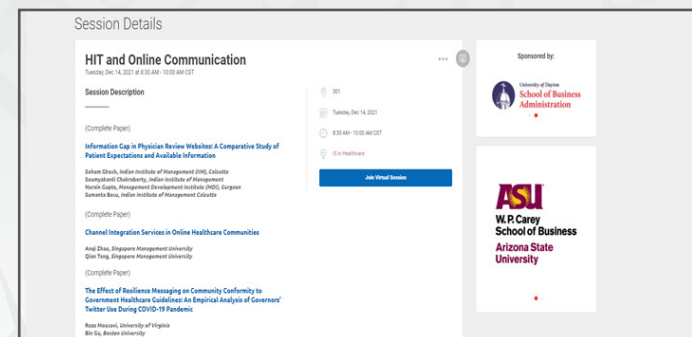 Session Details
HIT and Online Communication
Tuesday, Dec 14, 2021 at 8:30 AM - 10:00 AM CST
Session Description
(Complete Paper)
Information Gap in Physician Review Websites: A Comparative Study of
Patient Expectations and Available Information
Soham Ghosh, Indian Institute of Management (IIM), Calcutta
Soumyakanti Chakraborty, Indian Institute of Management
Narain Gupta, Management Development Institute (MDI), Gurgaon
Sumanta Basu, Indian Institute of Management Calcutta
(Complete Paper)
Channel Integration Services in Online Healthcare Communities
Anqi Zhao, Singapore Management University
Qian Tang, Singapore Management University
(Complete Paper)
The Effect of Resilience Messaging on Community Conformity to
Government Healthcare Guidelines: An Empirical Analysis of Governors'
Twitter Use During COVID-19 Pandemic
Reza Mousavi, University of Virginia
Bin Gu, Boston University
301
Tuesday, Dec 14, 2021
8:30 AM - 10:00 AM CST
IS in Healthcare
Join Virtual Session
Sponsored by:
University of Dayton
School of Business
Administration
ASU
W. P. Carey
School of Business
Arizona State
University